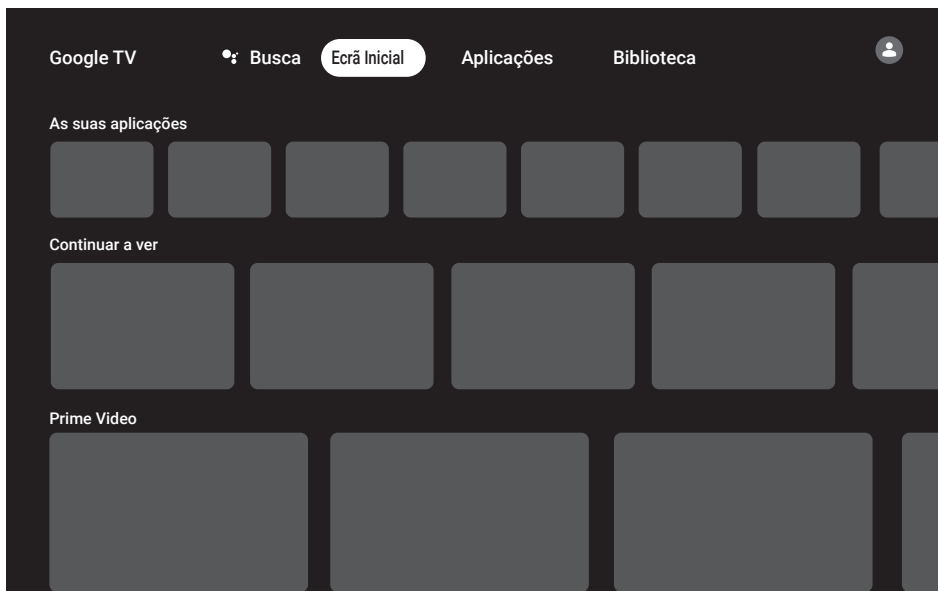 Google TV Busca Ecrã Inicial Aplicações Biblioteca
As suas aplicações
Continuar a ver
Prime Video